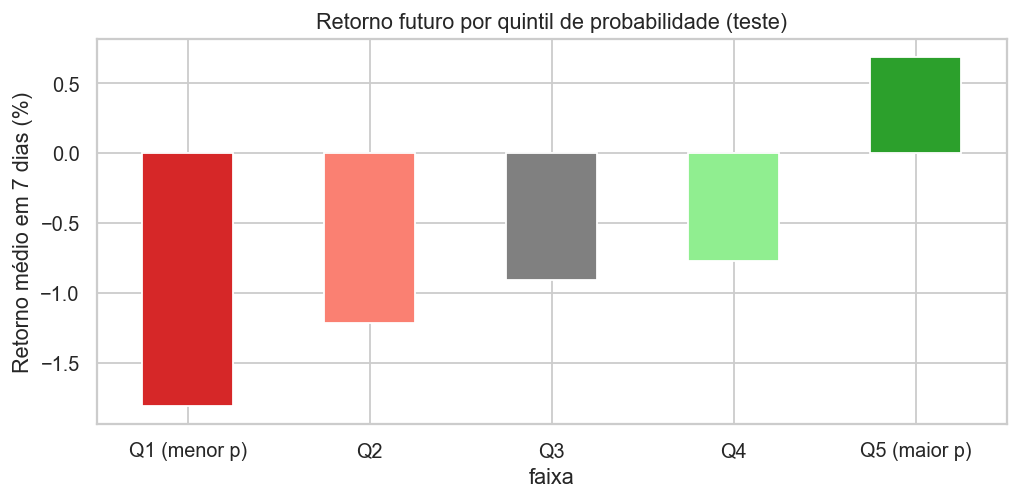 Retorno futuro por quintil de probabilidade (teste)
Retorno médio em 7 dias (%)
0.5
0.0
−0.5
−1.0
−1.5
Q1 (menor p)
Q2
Q3
Q4
Q5 (maior p)
faixa